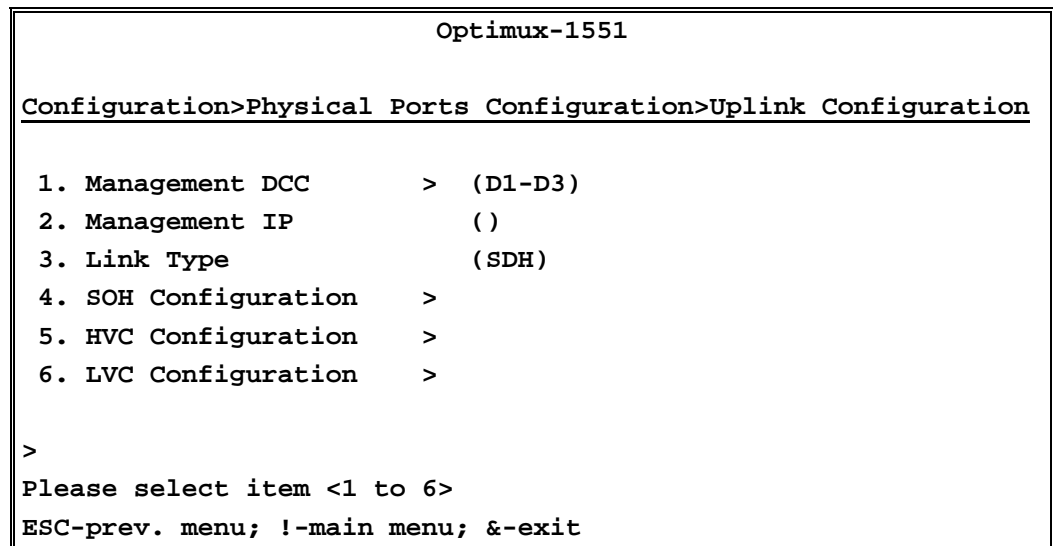 Optimux-1551
Configuration>Physical Ports Configuration>Uplink Configuration
1. Management DCC > (D1-D3)
2. Management IP ()
3. Link Type (SDH)
4. SOH Configuration >
5. HVC Configuration >
6. LVC Configuration >
>
Please select item <1 to 6>
ESC-prev. menu; !-main menu; &-exit